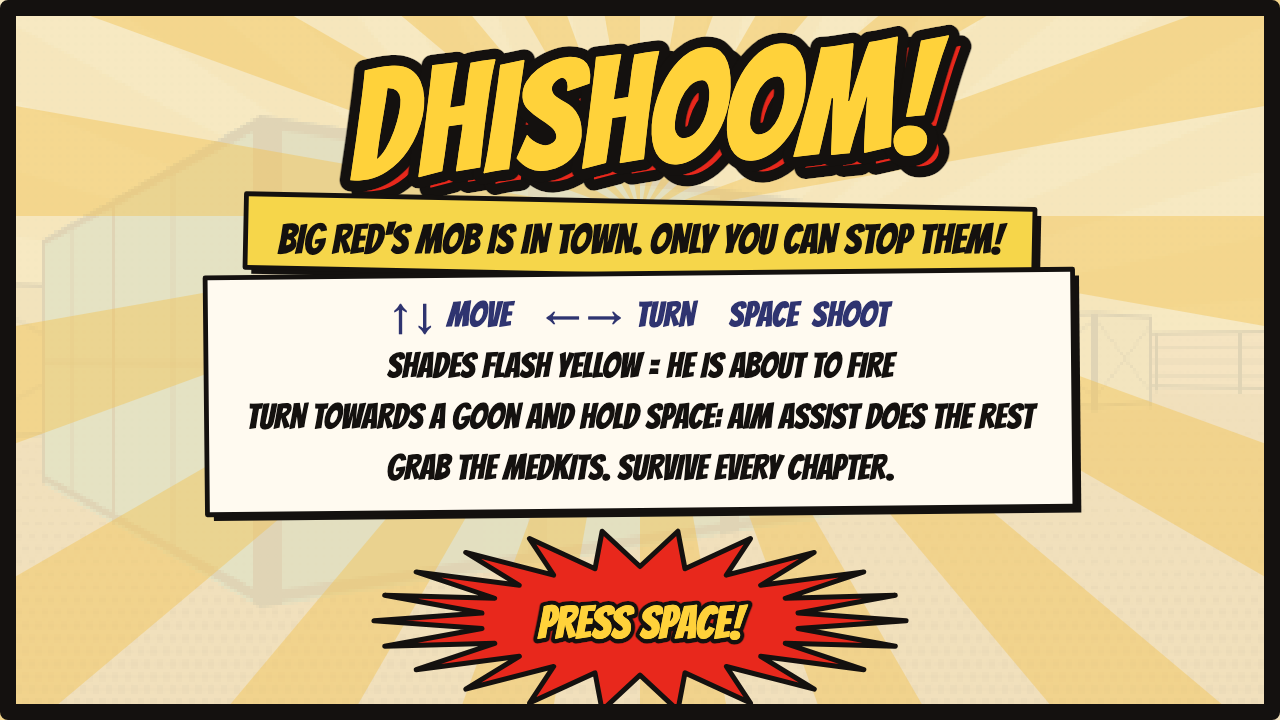 DHISHOOM!
BIG RED'S MOB IS IN TOWN. ONLY YOU CAN STOP THEM!
↑↓ MOVE ←→ TURN SPACE SHOOT
SHADES FLASH YELLOW = HE IS ABOUT TO FIRE
TURN TOWARDS A GOON AND HOLD SPACE: AIM ASSIST DOES THE REST
GRAB THE MEDKITS. SURVIVE EVERY CHAPTER.
PRESS SPACE!